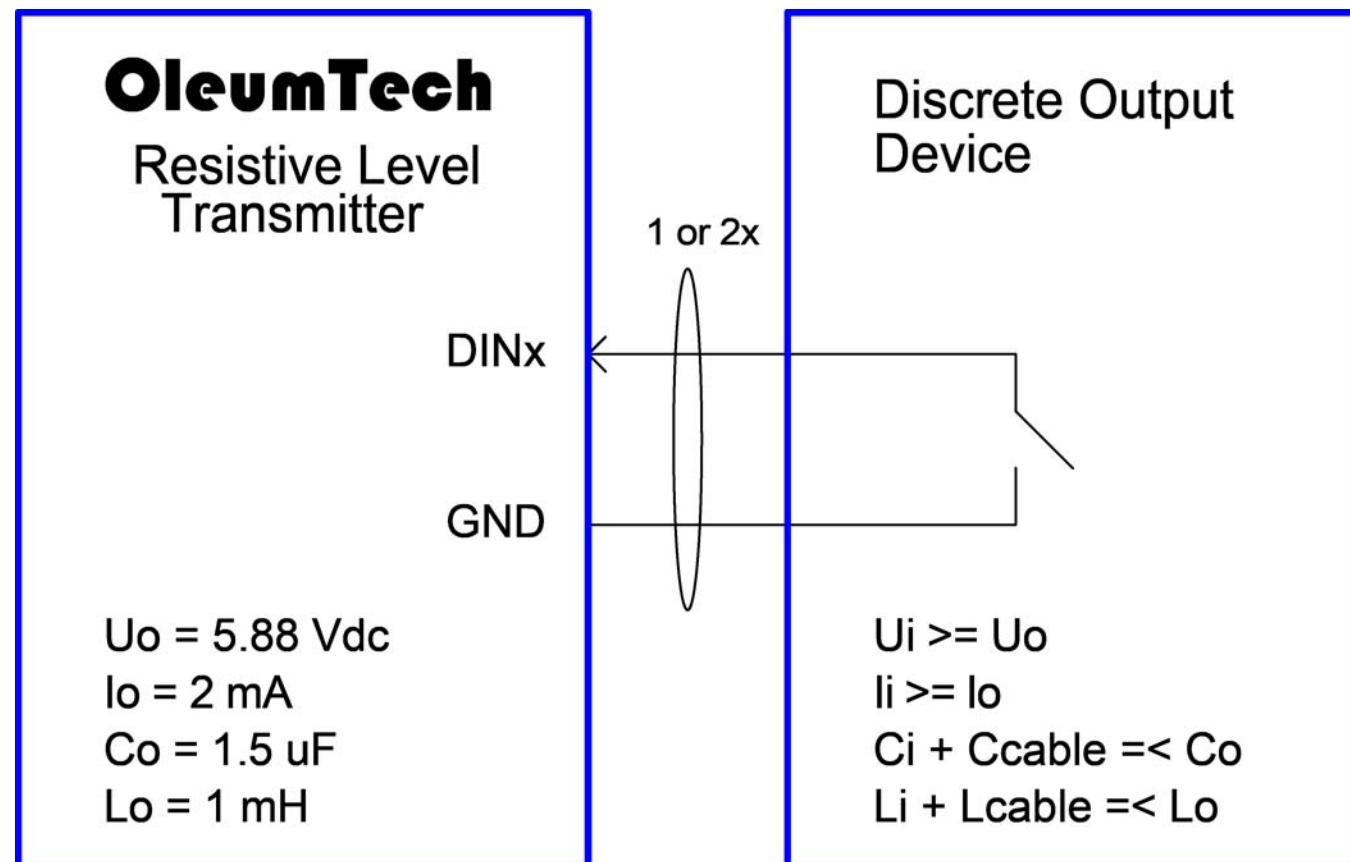 OleumTech
Resistive Level
Transmitter
1 or 2x
DINx
GND
Uo = 5.88 Vdc
Io = 2 mA
Co = 1.5 uF
Lo = 1 mH
Discrete Output
Device
Ui >= Uo
Ii >= Io
Ci + Ccable =< Co
Li + Lcable =< Lo